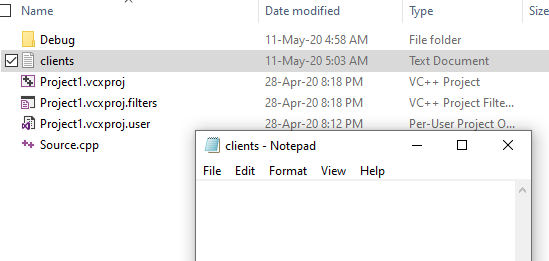 Name Date modified Type Size
Debug 11-May-20 4:58 AM File folder
clients 11-May-20 5:03 AM Text Document
Project1.vcxproj 28-Apr-20 8:18 PM VC++ Project
Project1.vcxproj.filters 28-Apr-20 8:18 PM VC++ Project Filte...
Project1.vcxproj.user 28-Apr-20 8:12 PM Per-User Project O...
Source.cpp
clients - Notepad
File Edit Format View Help